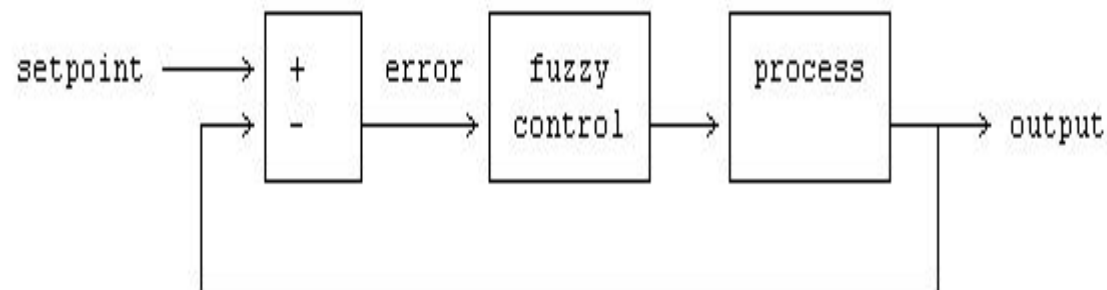 setpoint
+
-
error
fuzzy
control
process
output